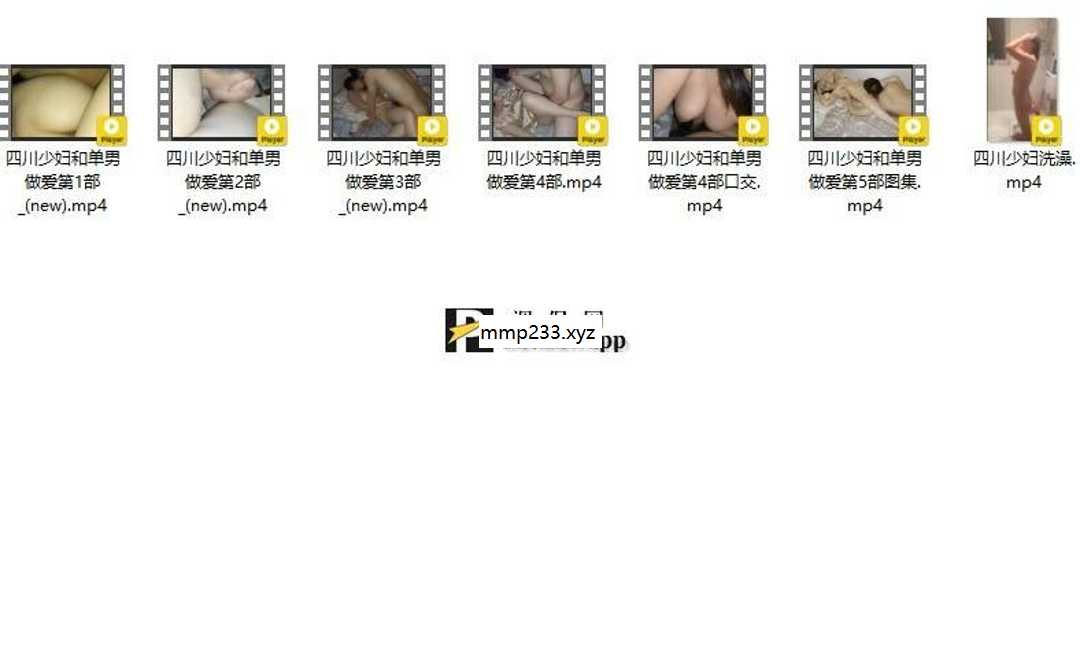 四川少妇和单男
做爱第1部
_(new).mp4
四川少妇和单男
做爱第2部
_(new).mp4
四川少妇和单男
做爱第3部
_(new).mp4
四川少妇和单男
做爱第4部.mp4
四川少妇和单男
做爱第4部口交.
mp4
四川少妇和单男
做爱第5部图集.
mp4
四川少妇洗澡.
mp4
Player
Player
Player
Player
Player
Player
Player
mmp233.xyz
pp